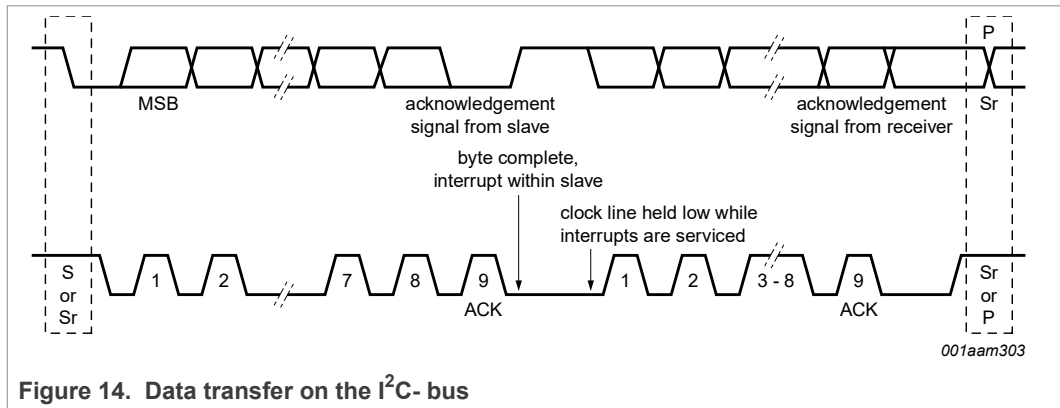 P
MSB
acknowledgement
signal from slave
acknowledgement
signal from receiver
Sr
byte complete,
interrupt within slave
clock line held low while
interrupts are serviced
S
or
Sr
1
2
7
8
9
ACK
1
2
3 - 8
9
ACK
Sr
or
P
001aam303
Figure 14. Data transfer on the I²C- bus